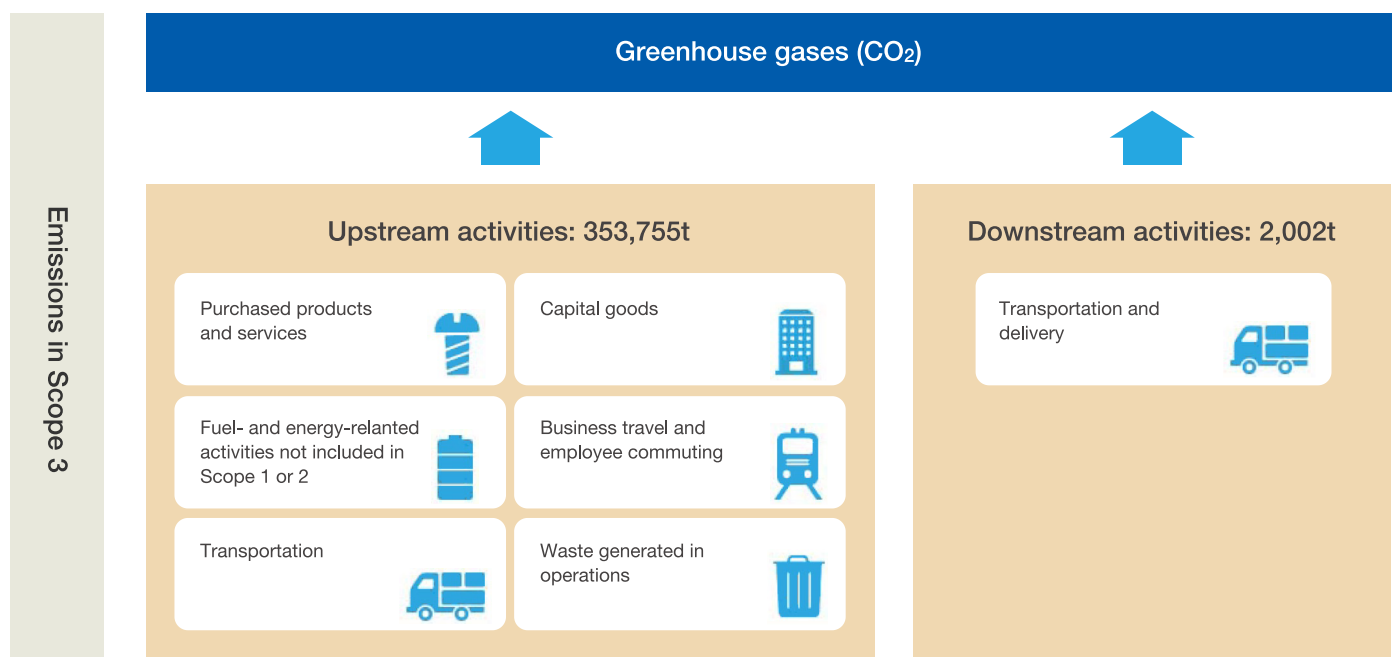 Emissions in Scope 3
Greenhouse gases (CO₂)
Upstream activities: 353,755t
Purchased products
and services
Capital goods
Fuel- and energy-relanted
activities not included in
Scope 1 or 2
Business travel and
employee commuting
Transportation
Waste generated in
operations
Downstream activities: 2,002t
Transportation and
delivery